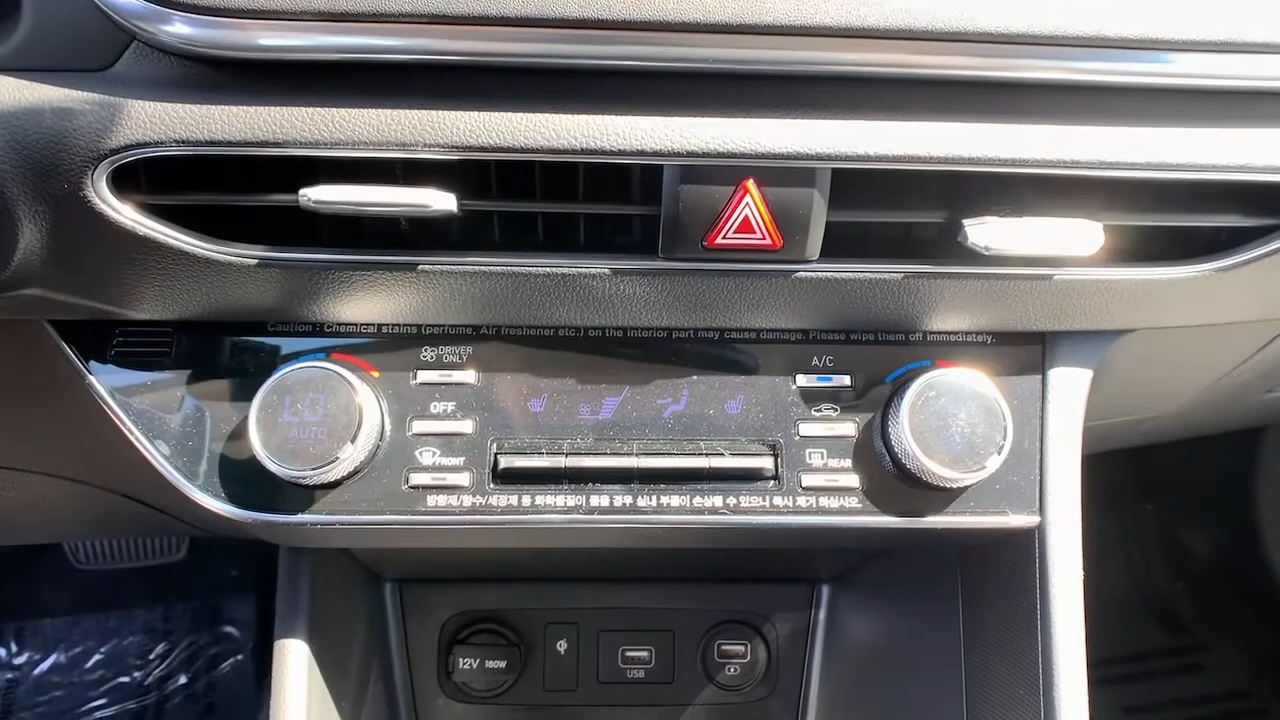 Caution : Chemical stains (perfume, Air freshener etc.) on the Interior part may cause damage. Please wipe them off immediately.
DRIVER
ONLY
A/C
LO
AUTO
OFF
FRONT
REAR
방향제/향수/세정제 등 화학물질이 묻을 경우 실내 부품이 손상될 수 있으니 즉시 제거 하십시오.
12V 180W
USB